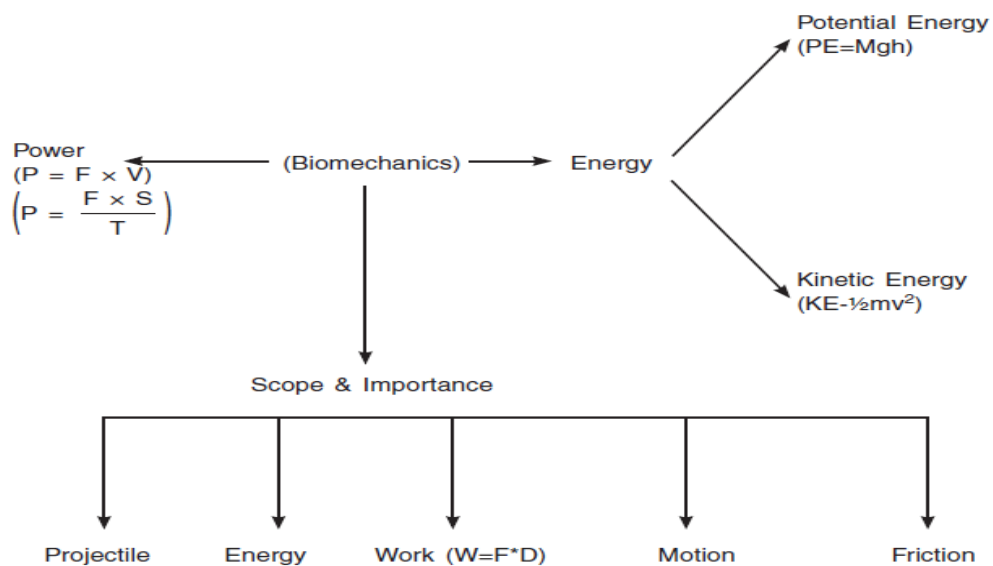 Potential Energy
(PE=Mgh)
Power
(P = F × V)
(P = F × S / T)
(Biomechanics)
Energy
Kinetic Energy
(KE-½mv²)
Scope & Importance
Projectile
Energy
Work (W=F*D)
Motion
Friction